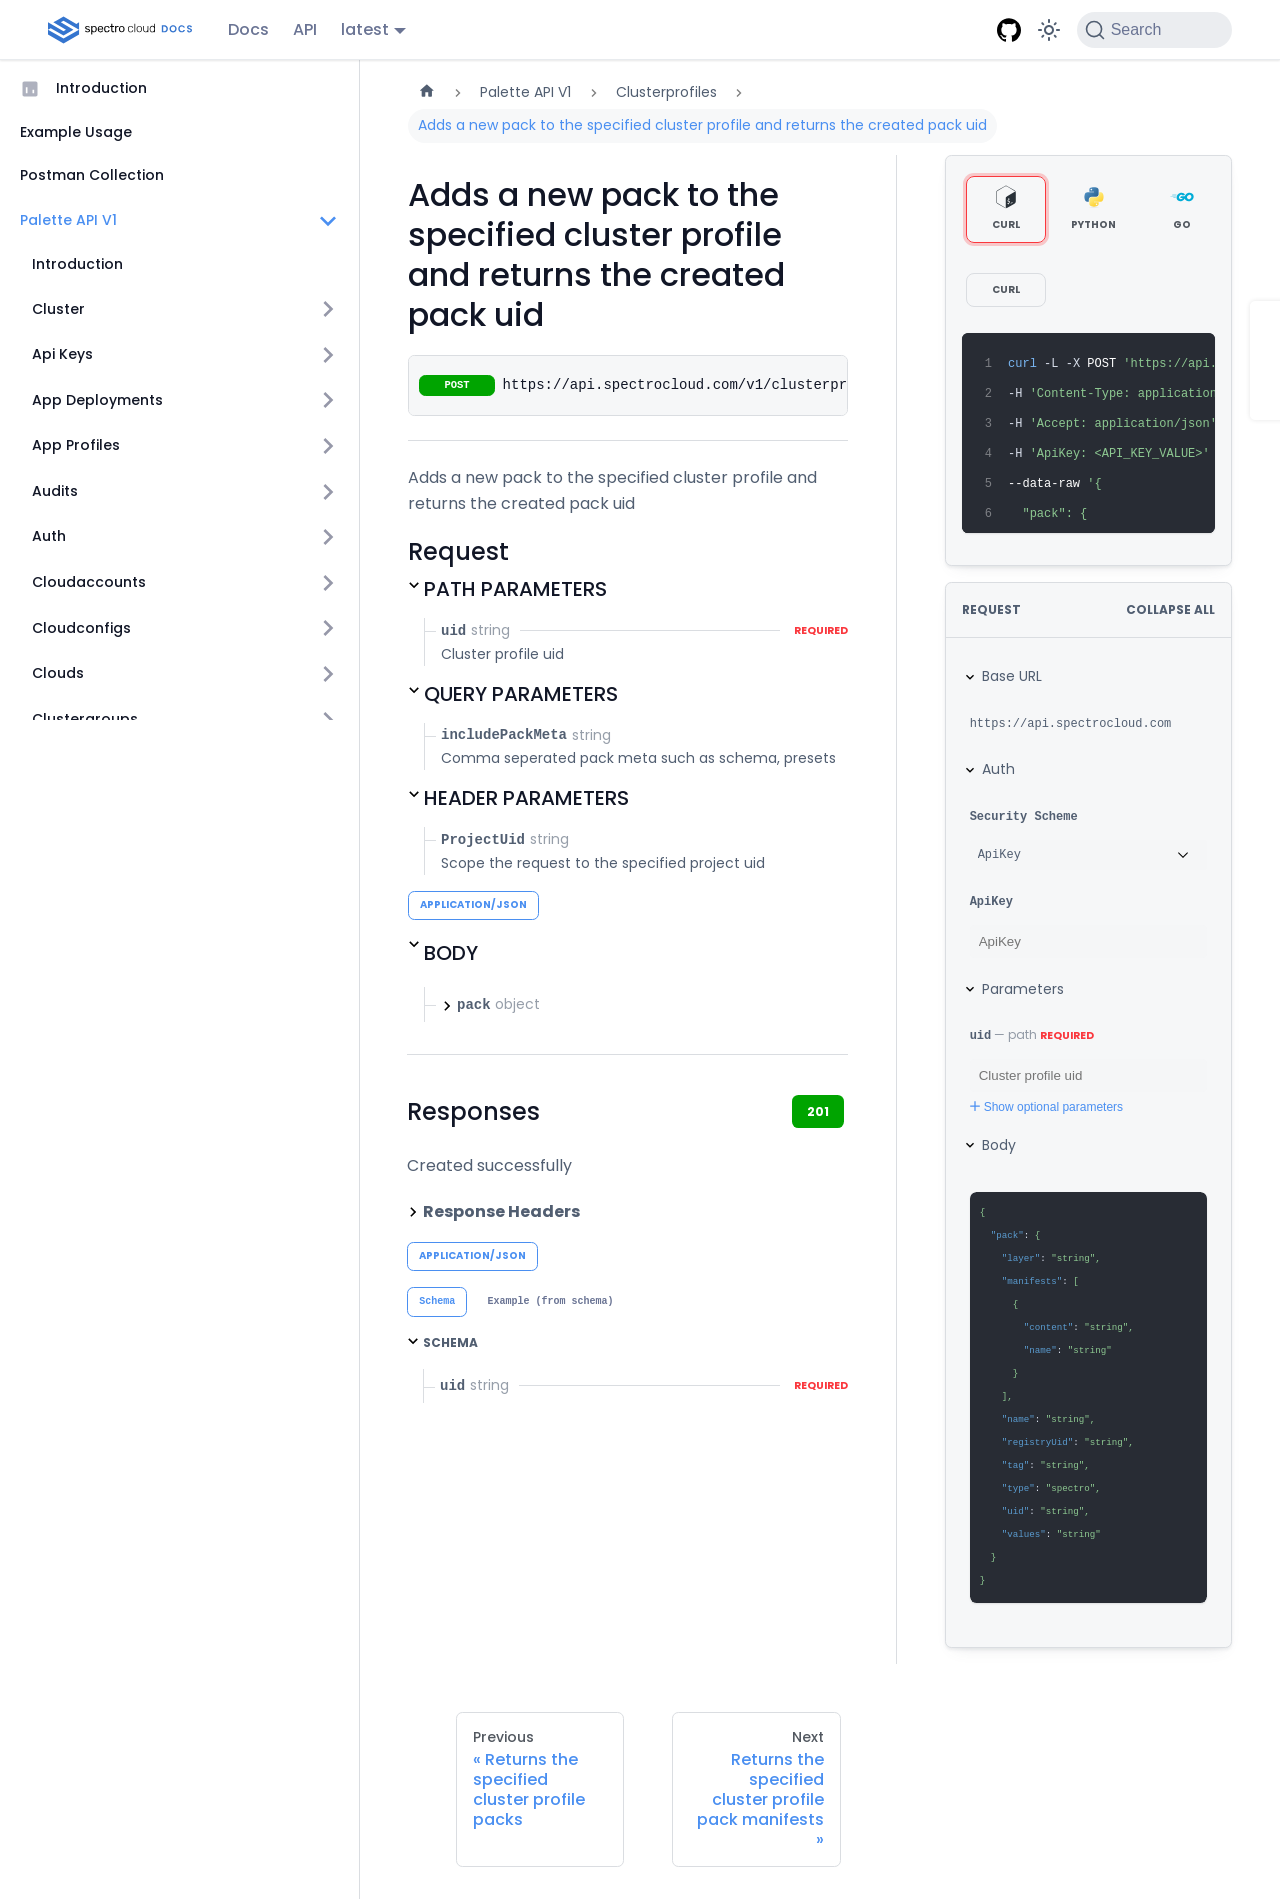 spectro cloud DOCS
Docs
API
latest
Search
Introduction
Example Usage
Postman Collection
Palette API V1
Introduction
Cluster
Api Keys
App Deployments
App Profiles
Audits
Auth
Cloudaccounts
Cloudconfigs
Clouds
Clustergroups
Palette API V1
Clusterprofiles
Adds a new pack to the specified cluster profile and returns the created pack uid
Adds a new pack to the
specified cluster profile
and returns the created
pack uid
POST https://api.spectrocloud.com/v1/clusterpr
Adds a new pack to the specified cluster profile and
returns the created pack uid
Request
PATH PARAMETERS
uid string REQUIRED
Cluster profile uid
QUERY PARAMETERS
includePackMeta string
Comma seperated pack meta such as schema, presets
HEADER PARAMETERS
ProjectUid string
Scope the request to the specified project uid
APPLICATION/JSON
BODY
pack object
Responses
201
Created successfully
Response Headers
APPLICATION/JSON
Schema Example (from schema)
SCHEMA
uid string REQUIRED
CURL PYTHON GO
CURL
1 curl -L -X POST 'https://api.
2 -H 'Content-Type: application
3 -H 'Accept: application/json'
4 -H 'ApiKey: <API_KEY_VALUE>'
5 --data-raw '{
6 "pack": {
REQUEST COLLAPSE ALL
Base URL
https://api.spectrocloud.com
Auth
Security Scheme
ApiKey
ApiKey
ApiKey
Parameters
uid — path REQUIRED
Cluster profile uid
+ Show optional parameters
Body
{
"pack": {
"layer": "string",
"manifests": [
{
"content": "string",
"name": "string"
}
],
"name": "string",
"registryUid": "string",
"tag": "string",
"type": "spectro",
"uid": "string",
"values": "string"
}
}
Previous
« Returns the
specified
cluster profile
packs
Next
Returns the
specified
cluster profile
pack manifests
»